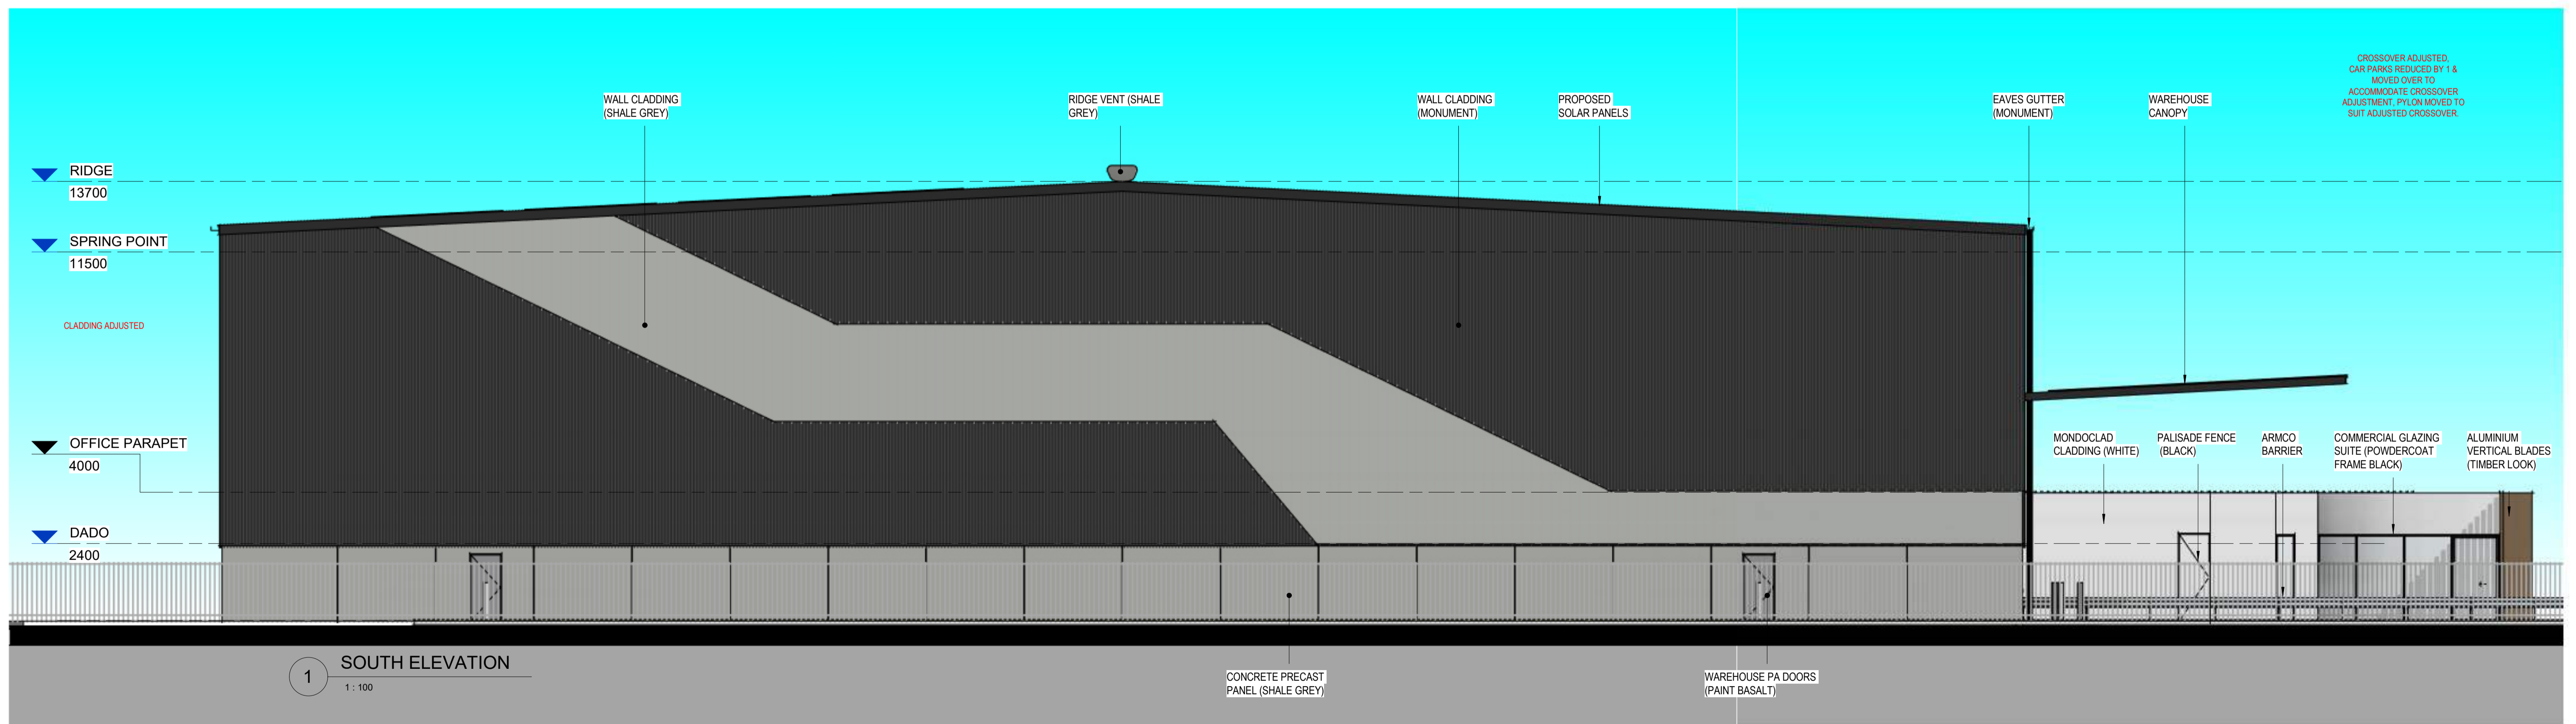 CROSSOVER ADJUSTED,
CAR PARKS REDUCED BY 1 &
MOVED OVER TO
ACCOMMODATE CROSSOVER
ADJUSTMENT, PYLON MOVED TO
SUIT ADJUSTED CROSSOVER.
WALL CLADDING
(SHALE GREY)
RIDGE VENT (SHALE
GREY)
WALL CLADDING
(MONUMENT)
PROPOSED
SOLAR PANELS
EAVES GUTTER
(MONUMENT)
WAREHOUSE
CANOPY
RIDGE
13700
SPRING POINT
11500
CLADDING ADJUSTED
OFFICE PARAPET
4000
MONDOCLAD
CLADDING (WHITE)
PALISADE FENCE
(BLACK)
ARMCO
BARRIER
COMMERCIAL GLAZING
SUITE (POWDERCOAT
FRAME BLACK)
ALUMINIUM
VERTICAL BLADES
(TIMBER LOOK)
DADO
2400
1
SOUTH ELEVATION
1 : 100
CONCRETE PRECAST
PANEL (SHALE GREY)
WAREHOUSE PA DOORS
(PAINT BASALT)